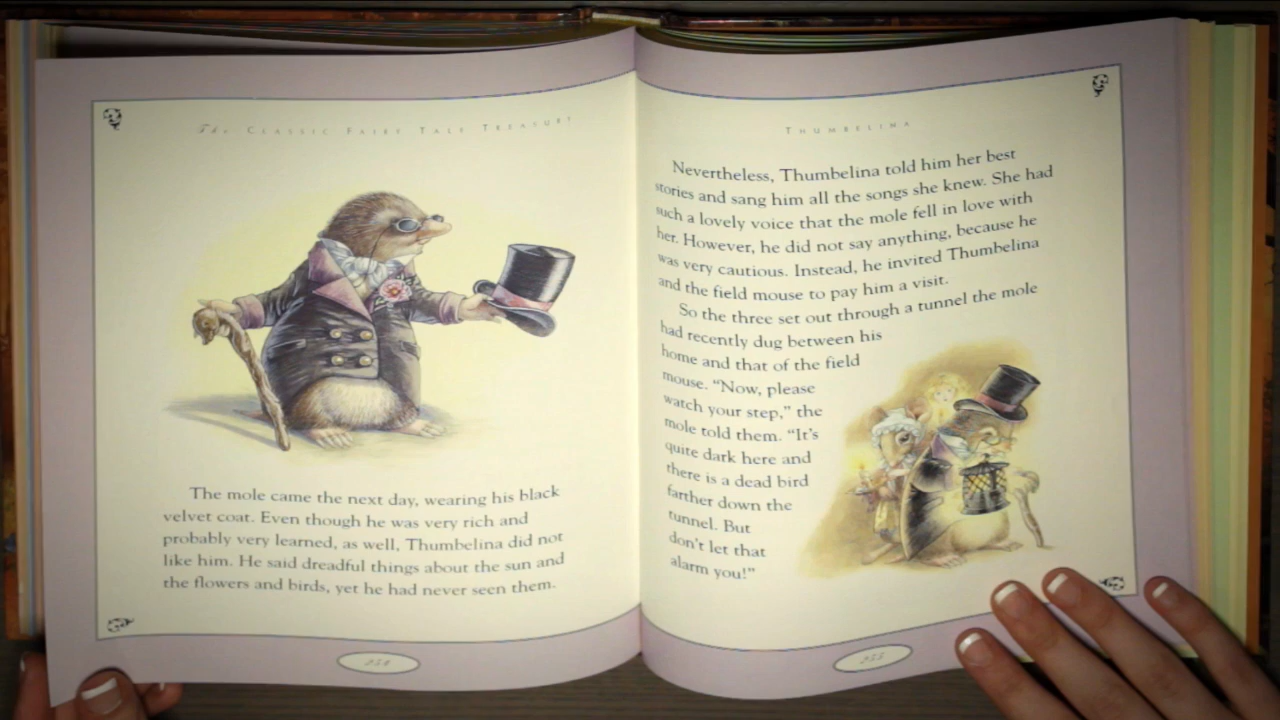 The Classic Fairy Tale Treasury
The mole came the next day, wearing his black
velvet coat. Even though he was very rich and
probably very learned, as well, Thumbelina did not
like him. He said dreadful things about the sun and
the flowers and birds, yet he had never seen them.
254
Thumbelina
Nevertheless, Thumbelina told him her best
stories and sang him all the songs she knew. She had
such a lovely voice that the mole fell in love with
her. However, he did not say anything, because he
was very cautious. Instead, he invited Thumbelina
and the field mouse to pay him a visit.
So the three set out through a tunnel the mole
had recently dug between his
home and that of the field
mouse. “Now, please
watch your step,” the
mole told them. “It’s
quite dark here and
there is a dead bird
farther down the
tunnel. But
don’t let that
alarm you!”
255